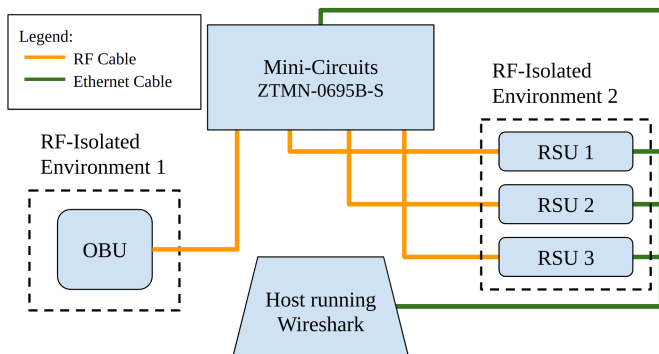 Legend:
RF Cable
Ethernet Cable
Mini-Circuits
ZTMN-0695B-S
RF-Isolated
Environment 2
RSU 1
RSU 2
RSU 3
RF-Isolated
Environment 1
OBU
Host running
Wireshark